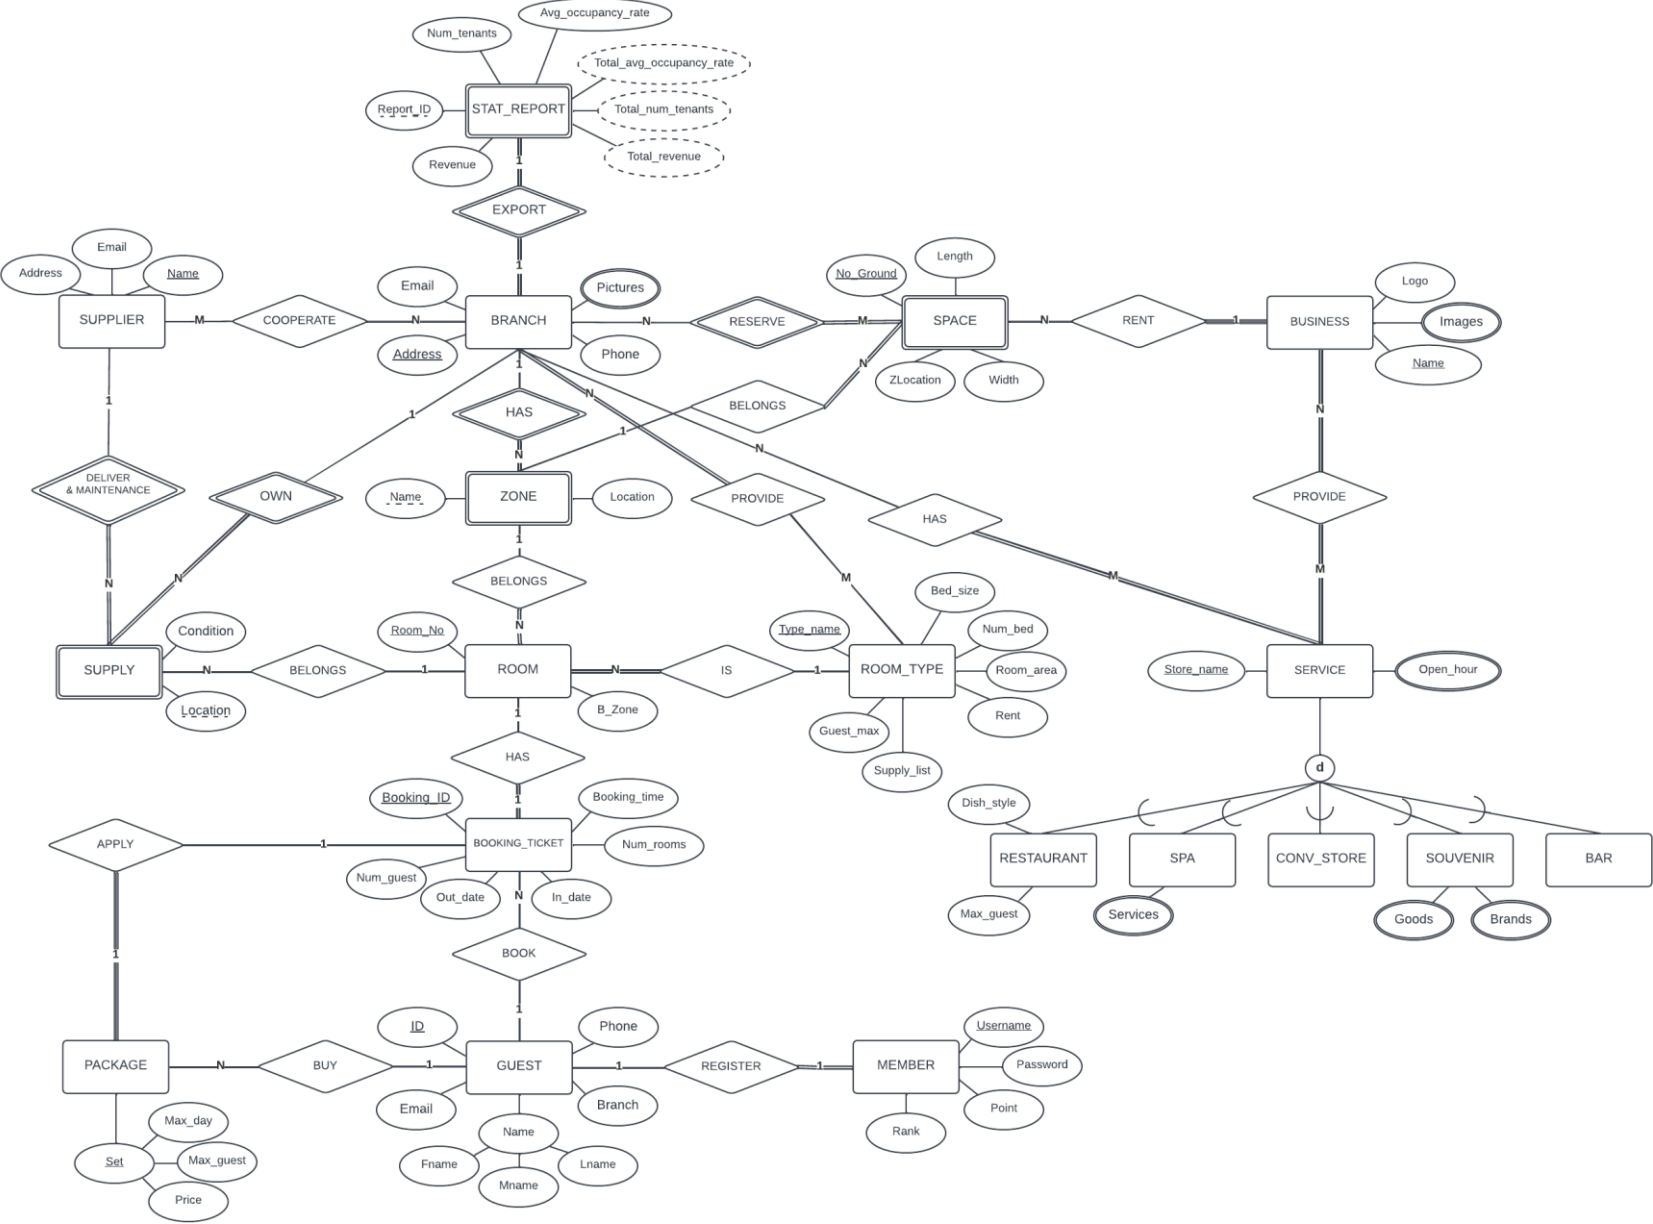 Avg_occupancy_rate
Num_tenants
Total_avg_occupancy_rate
Report_ID
STAT_REPORT
Total_num_tenants
Revenue
Total_revenue
1
EXPORT
1
Email
Address
Name
SUPPLIER
M
COOPERATE
N
Email
Pictures
BRANCH
Address
Phone
N
RESERVE
M
No_Ground
Length
SPACE
ZLocation
Width
N
RENT
1
Logo
BUSINESS
Images
Name
1
1
1
HAS
N
N
BELONGS
1
N
N
N
DELIVER
& MAINTENANCE
OWN
Name
ZONE
Location
PROVIDE
HAS
PROVIDE
1
N
N
BELONGS
N
M
M
M
Condition
SUPPLY
Location
N
BELONGS
1
Room_No
ROOM
B_Zone
N
IS
1
Type_name
Bed_size
Num_bed
ROOM_TYPE
Room_area
Rent
Guest_max
Supply_list
Store_name
SERVICE
Open_hour
1
HAS
1
d
Booking_ID
Booking_time
BOOKING_TICKET
Num_rooms
Num_guest
Out_date
In_date
APPLY
1
Dish_style
RESTAURANT
SPA
CONV_STORE
SOUVENIR
BAR
Max_guest
Services
Goods
Brands
N
BOOK
1
1
ID
Phone
PACKAGE
N
BUY
1
GUEST
1
REGISTER
1
MEMBER
Username
Password
Point
Rank
Email
Branch
Name
Fname
Lname
Mname
Max_day
Set
Max_guest
Price